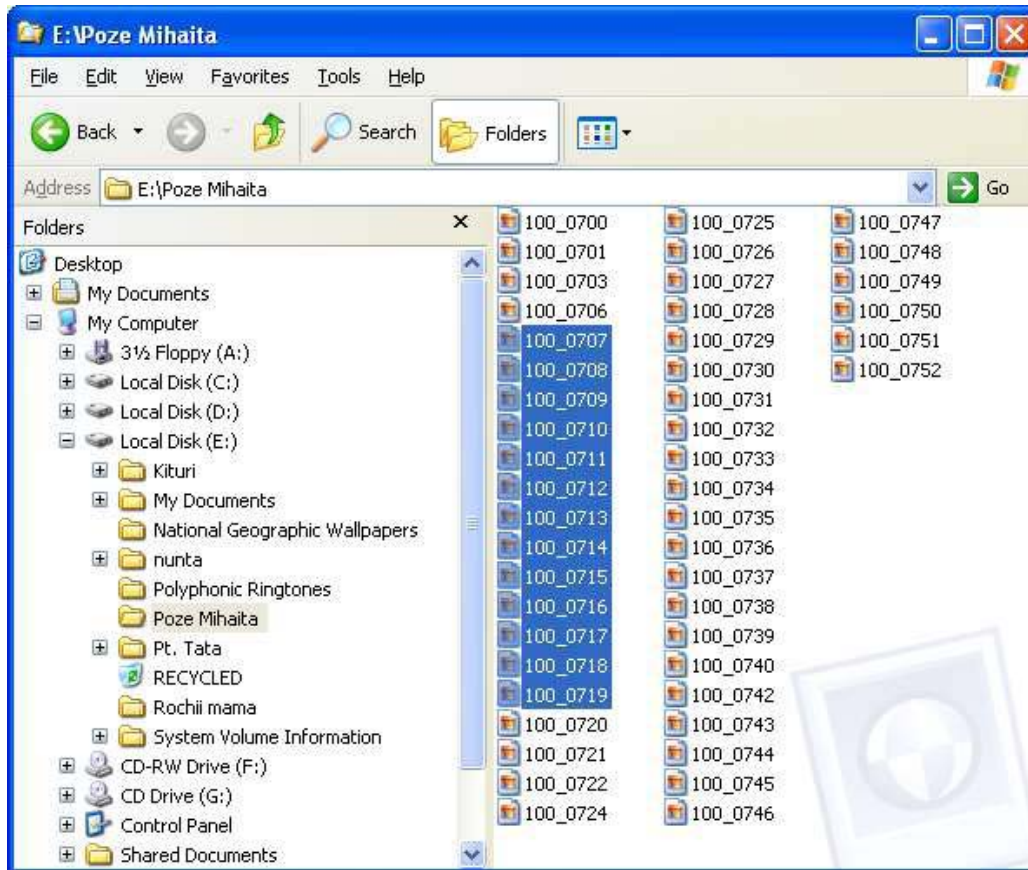 E:\Poze Mihaita
File Edit View Favorites Tools Help
Back Search Folders
Address E:\Poze Mihaita Go
Folders
Desktop
My Documents
My Computer
3½ Floppy (A:)
Local Disk (C:)
Local Disk (D:)
Local Disk (E:)
Kituri
My Documents
National Geographic Wallpapers
nunta
Polyphonic Ringtones
Poze Mihaita
Pt. Tata
RECYCLED
Rochii mama
System Volume Information
CD-RW Drive (F:)
CD Drive (G:)
Control Panel
Shared Documents
100_0700
100_0701
100_0703
100_0706
100_0707
100_0708
100_0709
100_0710
100_0711
100_0712
100_0713
100_0714
100_0715
100_0716
100_0717
100_0718
100_0719
100_0720
100_0721
100_0722
100_0724
100_0725
100_0726
100_0727
100_0728
100_0729
100_0730
100_0731
100_0732
100_0733
100_0734
100_0735
100_0736
100_0737
100_0738
100_0739
100_0740
100_0742
100_0743
100_0744
100_0745
100_0746
100_0747
100_0748
100_0749
100_0750
100_0751
100_0752